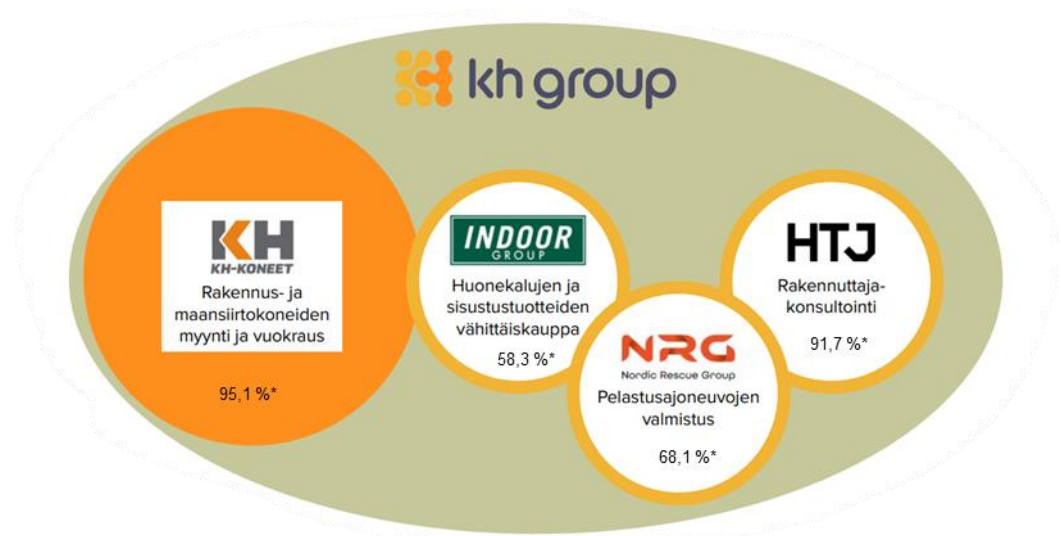 kh group
KH
KH-KONEET
Rakennus- ja
maansiirtokoneiden
myynti ja vuokraus
95,1 %*
INDOOR
GROUP
Huonekalujen ja
sisustustuotteiden
vähittäiskauppa
58,3 %*
NRG
Nordic Rescue Group
Pelastusajoneuvojen
valmistus
68,1 %*
HTJ
Rakennuttaja-
konsultointi
91,7 %*